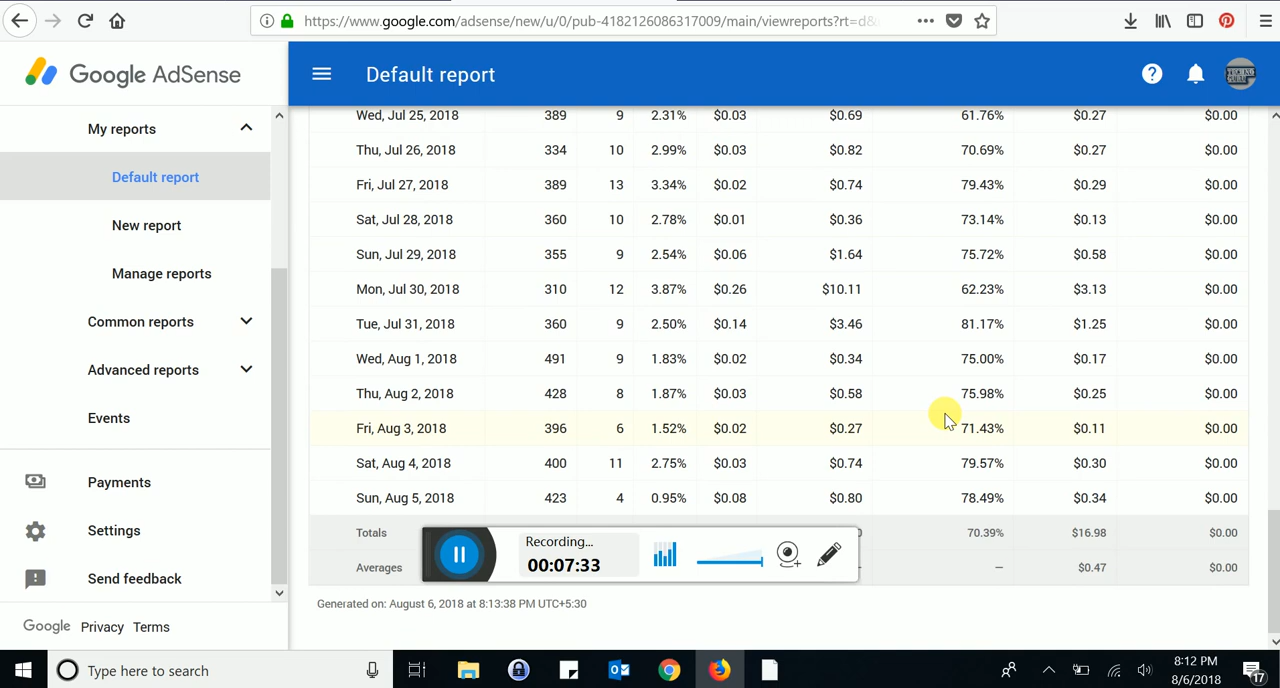 https://www.google.com/adsense/new/u/0/pub-4182126086317009/main/viewreports?rt=d&
Google AdSense
Default report
My reports
Default report
New report
Manage reports
Common reports
Advanced reports
Events
Payments
Settings
Send feedback
Google Privacy Terms
Wed, Jul 25, 2018 389 9 2.31% $0.03 $0.69 61.76% $0.27 $0.00
Thu, Jul 26, 2018 334 10 2.99% $0.03 $0.82 70.69% $0.27 $0.00
Fri, Jul 27, 2018 389 13 3.34% $0.02 $0.74 79.43% $0.29 $0.00
Sat, Jul 28, 2018 360 10 2.78% $0.01 $0.36 73.14% $0.13 $0.00
Sun, Jul 29, 2018 355 9 2.54% $0.06 $1.64 75.72% $0.58 $0.00
Mon, Jul 30, 2018 310 12 3.87% $0.26 $10.11 62.23% $3.13 $0.00
Tue, Jul 31, 2018 360 9 2.50% $0.14 $3.46 81.17% $1.25 $0.00
Wed, Aug 1, 2018 491 9 1.83% $0.02 $0.34 75.00% $0.17 $0.00
Thu, Aug 2, 2018 428 8 1.87% $0.03 $0.58 75.98% $0.25 $0.00
Fri, Aug 3, 2018 396 6 1.52% $0.02 $0.27 71.43% $0.11 $0.00
Sat, Aug 4, 2018 400 11 2.75% $0.03 $0.74 79.57% $0.30 $0.00
Sun, Aug 5, 2018 423 4 0.95% $0.08 $0.80 78.49% $0.34 $0.00
Totals 70.39% $16.98 $0.00
Averages – – $0.47 $0.00
Recording...
00:07:33
Generated on: August 6, 2018 at 8:13:38 PM UTC+5:30
Type here to search
8:12 PM
8/6/2018
17